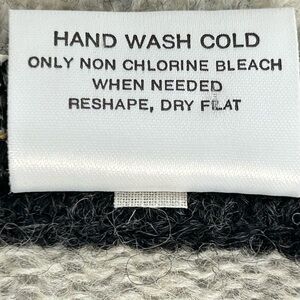 HAND WASH COLD
ONLY NON CHLORINE BLEACH
WHEN NEEDED
RESHAPE, DRY FLAT